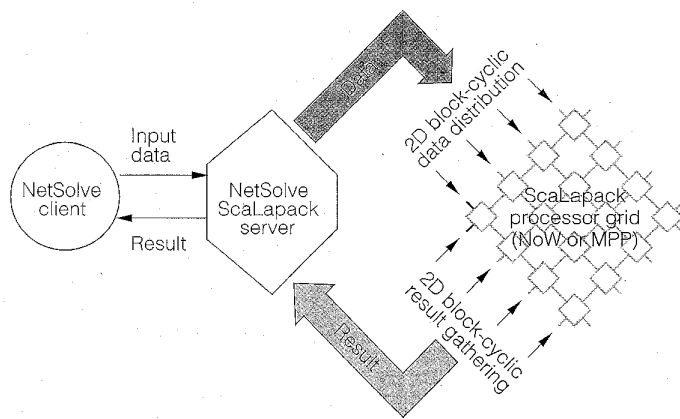 NetSolve
client
Input
data
Result
NetSolve
ScaLapack
server
Data
2D block-cyclic
data distribution
ScaLapack
processor grid
(NoW or MPP)
2D block-cyclic
result gathering
Result